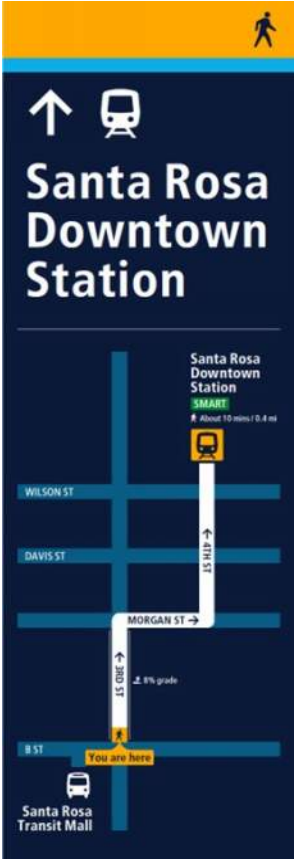 Santa Rosa
Downtown
Station
Santa Rosa
Downtown
Station
SMART
About 10 mins / 0.4 mi
WILSON ST
DAVIS ST
4TH ST
MORGAN ST
3RD ST
8% grade
B ST
You are here
Santa Rosa
Transit Mall